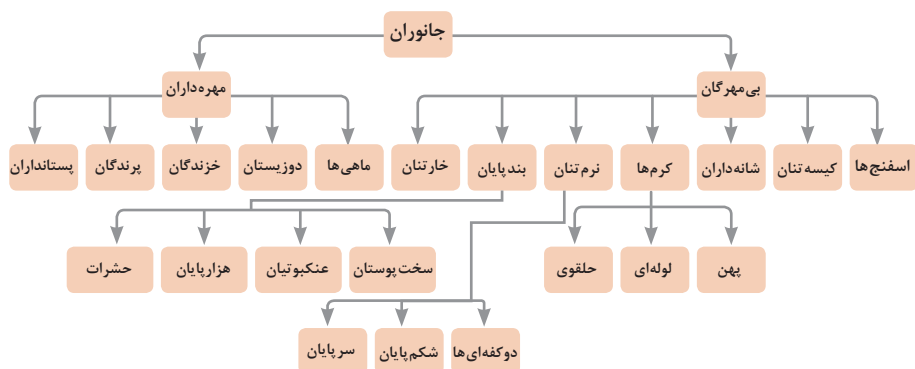 جانوران
بی‌مهرگان
مهره‌داران
اسفنج‌ها
کیسه‌تنان
شانه‌داران
کرم‌ها
نرم‌تنان
بندپایان
خارتنان
ماهی‌ها
دوزیستان
خزندگان
پرندگان
پستانداران
پهن
لوله‌ای
حلقوی
سخت‌پوستان
عنکبوتیان
هزارپایان
حشرات
دوکفه‌ای‌ها
شکم‌پایان
سرپایان